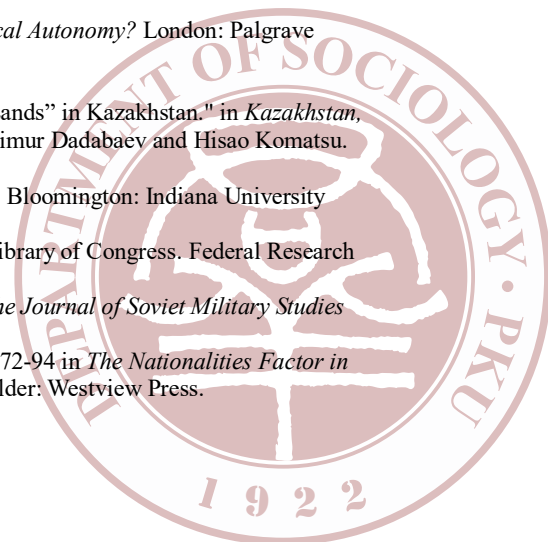 cal Autonomy? London: Palgrave
ands” in Kazakhstan." in Kazakhstan,
imur Dadabaev and Hisao Komatsu.
Bloomington: Indiana University
ibrary of Congress. Federal Research
ne Journal of Soviet Military Studies
72-94 in The Nationalities Factor in
lder: Westview Press.
DEPARTMENT OF SOCIOLOGY · PKU
1922